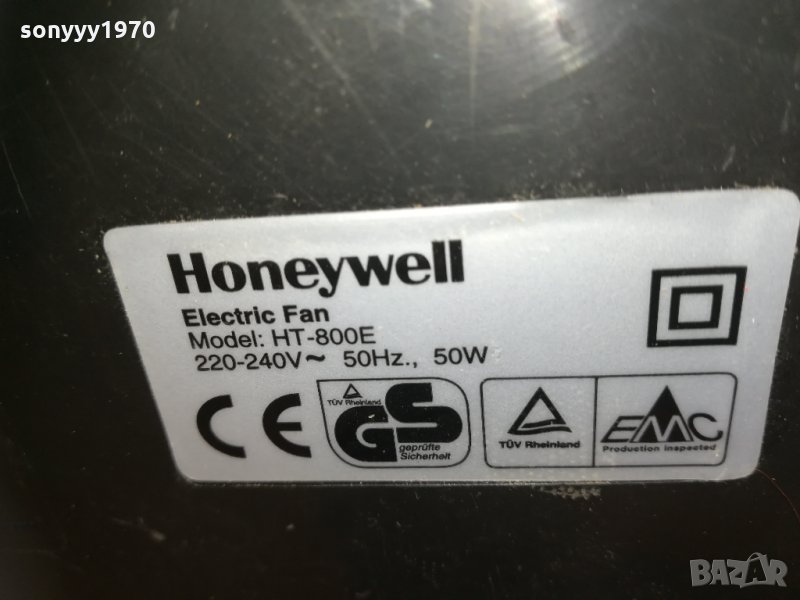 sonyyy1970
Honeywell
Electric Fan
Model: HT-800E
220-240V~ 50Hz., 50W
CE
TÜV Rheinland
GS
geprüfte
Sicherheit
TÜV Rheinland
EMC
Production inspected
BAZAR